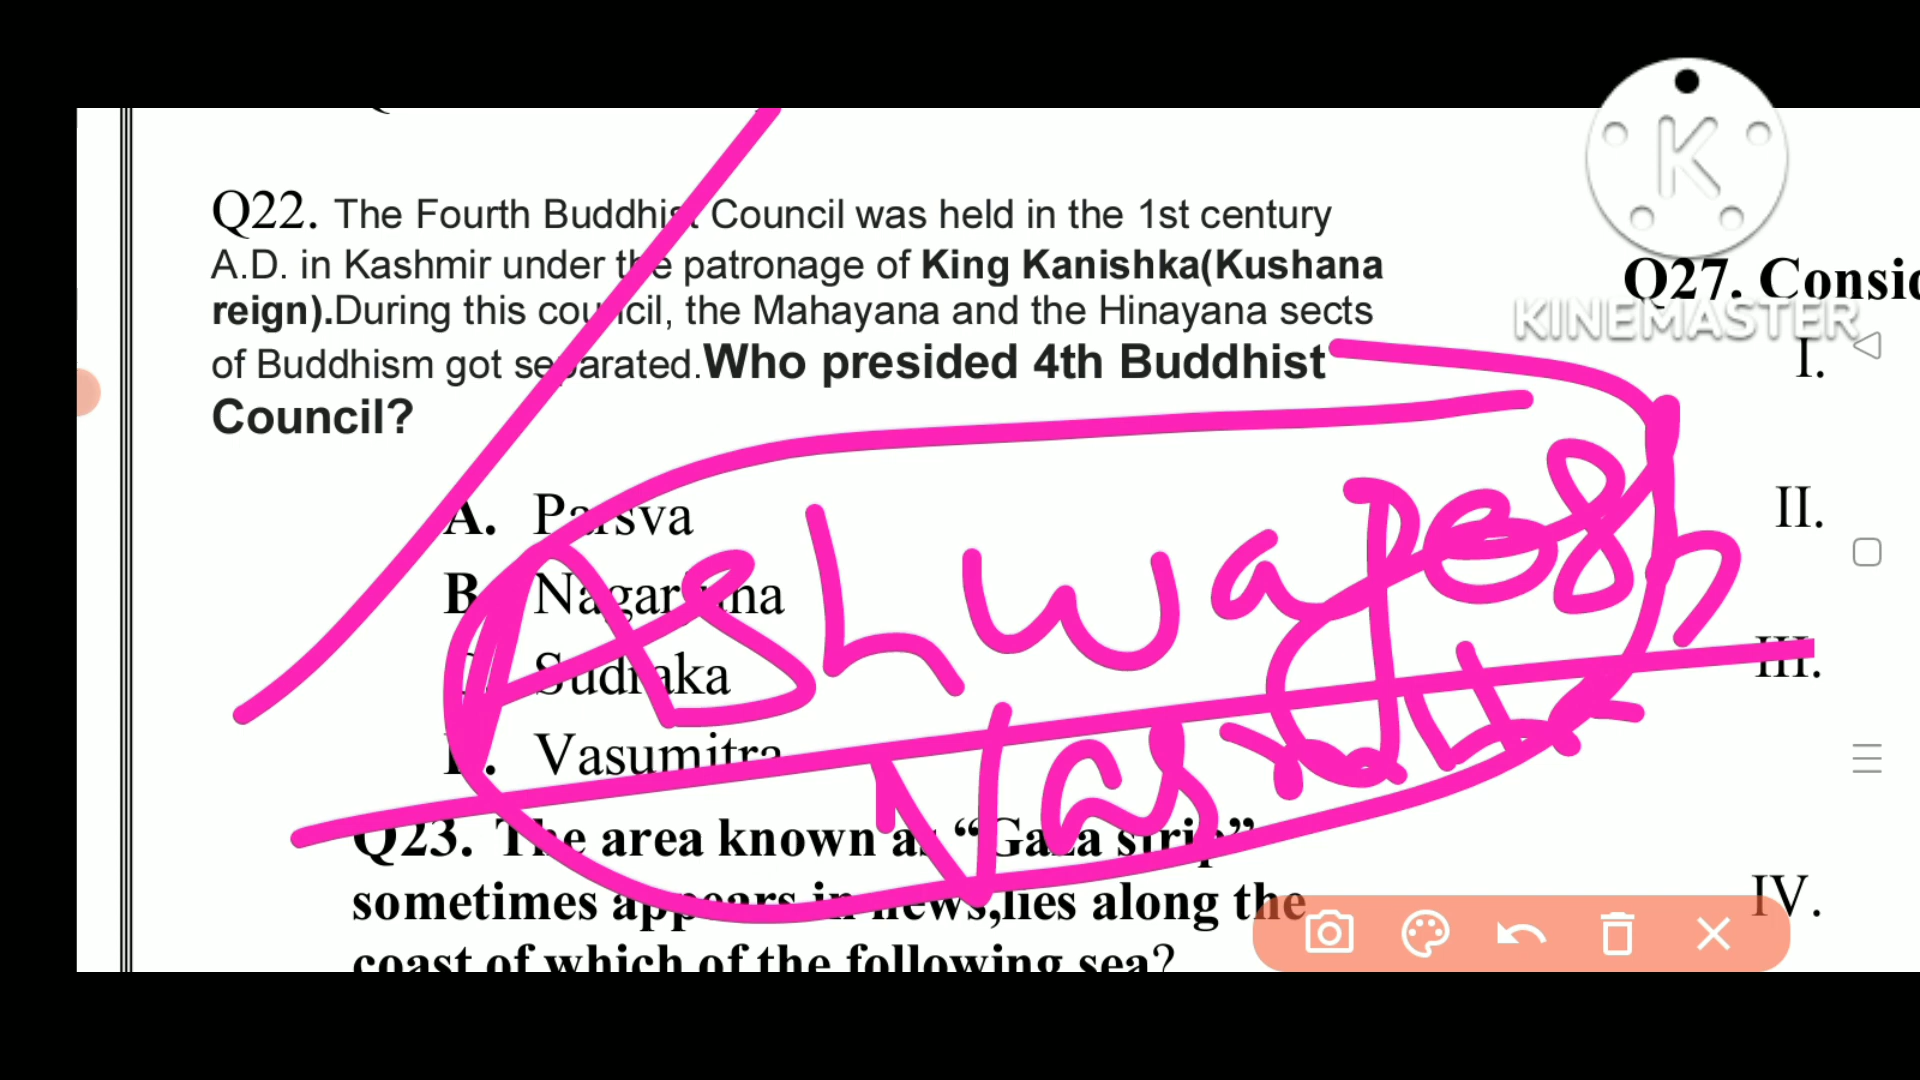 Q22. The Fourth Buddhist Council was held in the 1st century
A.D. in Kashmir under the patronage of King Kanishka(Kushana
reign).During this council, the Mahayana and the Hinayana sects
of Buddhism got separated.Who presided 4th Buddhist
Council?
A. Parsva
B. Nagarjuna
C. Sudraka
D. Vasumitra
Ashwagosh
Q23. The area known as “Gaza strip”
sometimes appears in news,lies along the
coast of which of the following sea?
K
KINEMASTER
Q27. Consid
I.
II.
III.
IV.